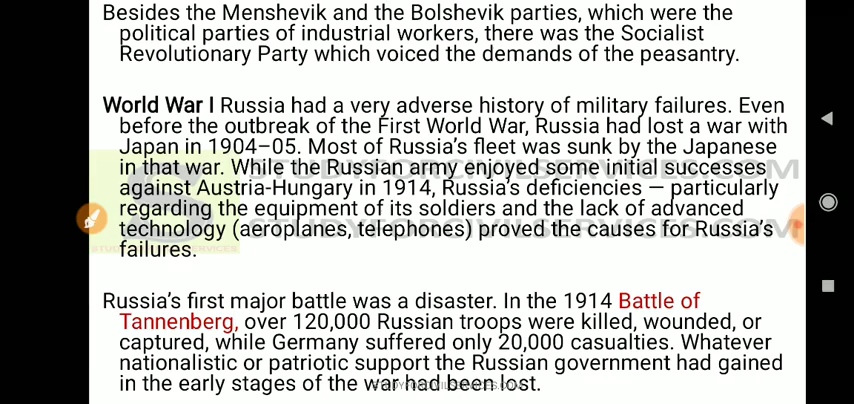 Besides the Menshevik and the Bolshevik parties, which were the
political parties of industrial workers, there was the Socialist
Revolutionary Party which voiced the demands of the peasantry.
World War I Russia had a very adverse history of military failures. Even
before the outbreak of the First World War, Russia had lost a war with
Japan in 1904–05. Most of Russia's fleet was sunk by the Japanese
in that war. While the Russian army enjoyed some initial successes
against Austria-Hungary in 1914, Russia's deficiencies — particularly
regarding the equipment of its soldiers and the lack of advanced
technology (aeroplanes, telephones) proved the causes for Russia's
failures.
STUDYFORCIVILSERVICES.COM
STUDYFORCIVILSERVICES.COM
Russia's first major battle was a disaster. In the 1914 Battle of
Tannenberg, over 120,000 Russian troops were killed, wounded, or
captured, while Germany suffered only 20,000 casualties. Whatever
nationalistic or patriotic support the Russian government had gained
in the early stages of the war had been lost.
STUDYFORCIVILSERVICES.COM